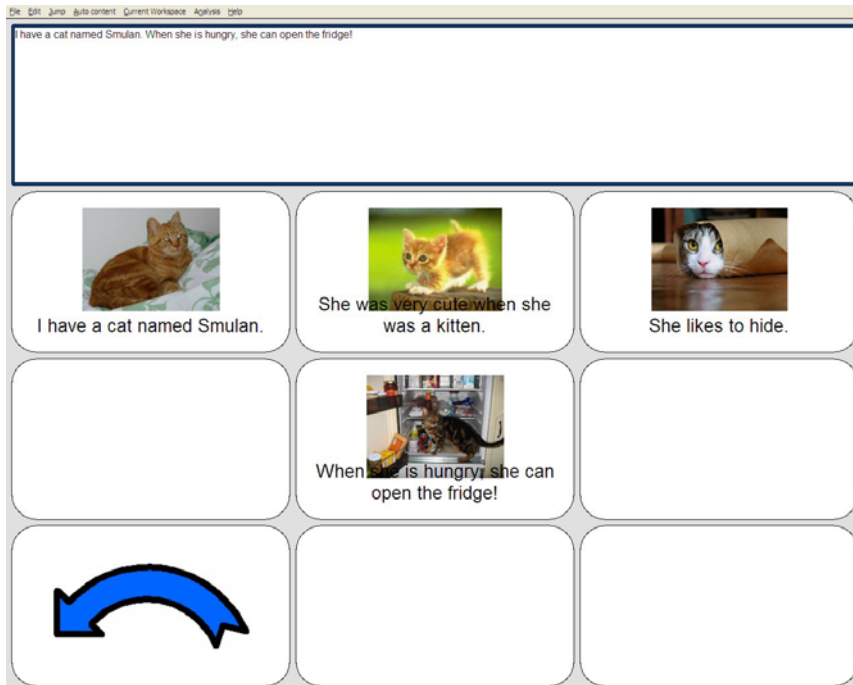 File Edit Jump Auto content Current Workspace Analysis Help
I have a cat named Smulan. When she is hungry, she can open the fridge!
I have a cat named Smulan.
She was very cute when she
was a kitten.
She likes to hide.
When she is hungry, she can
open the fridge!